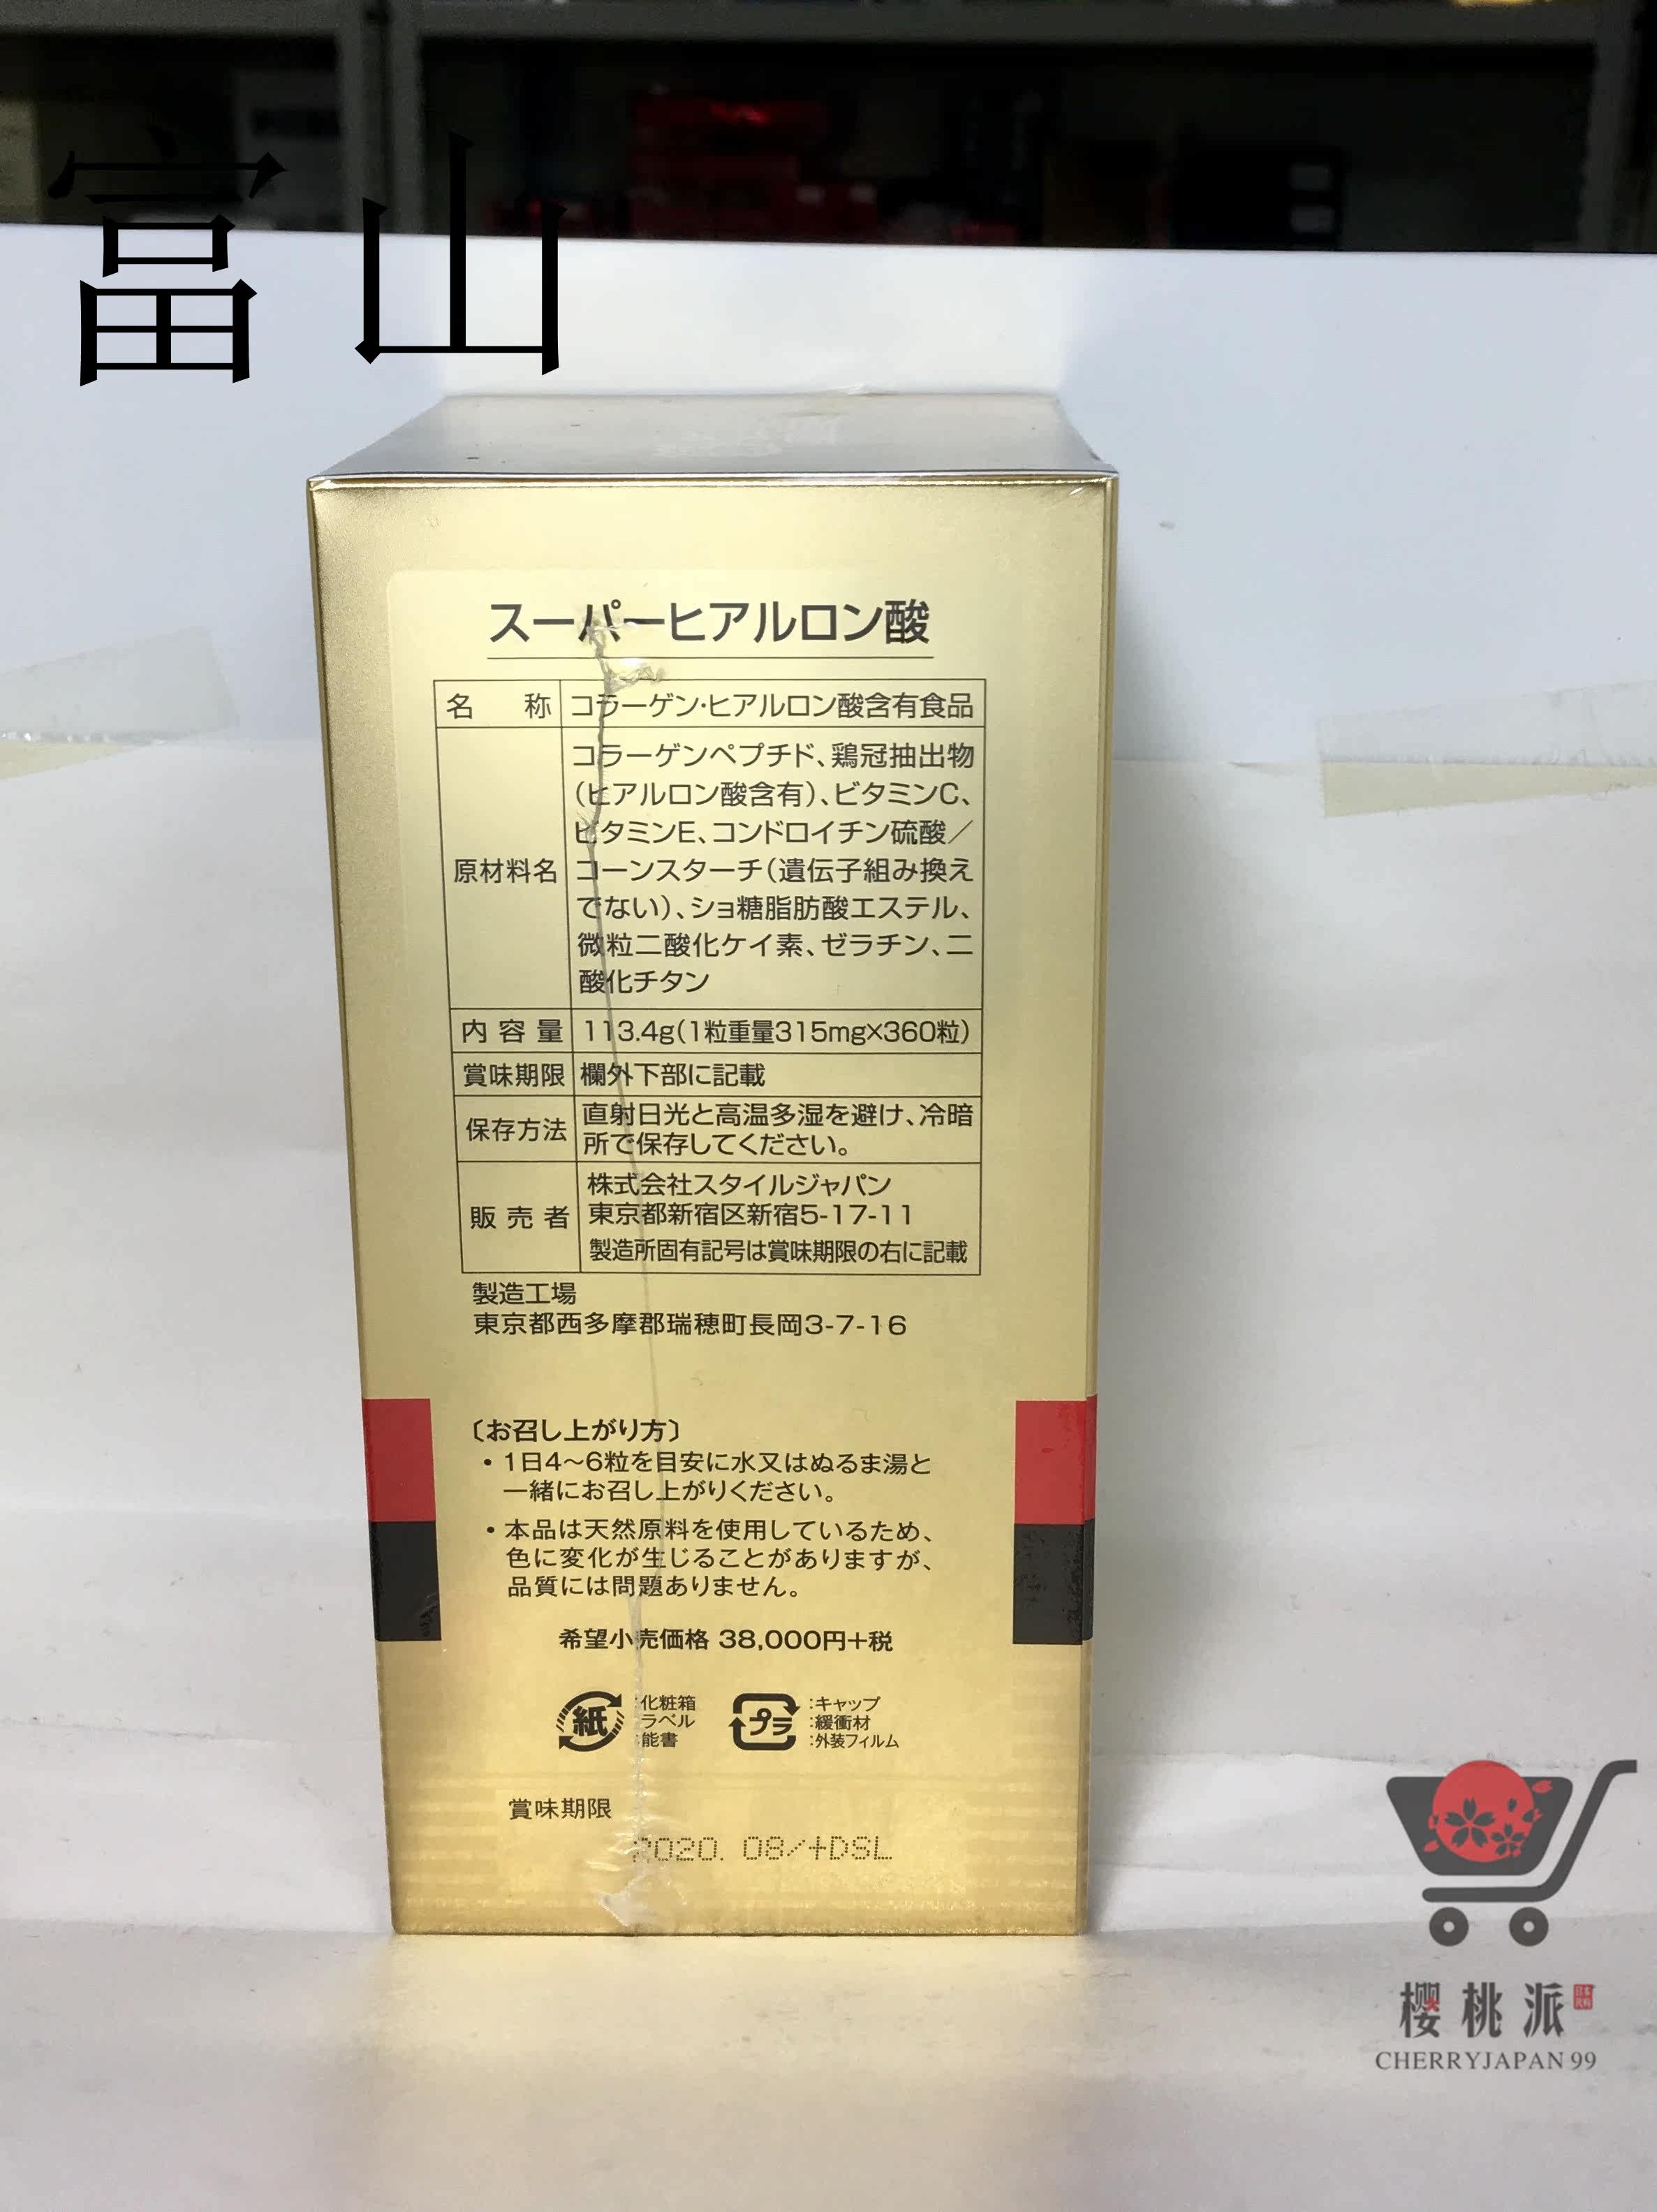 富山
スーパーヒアルロン酸
名 称 コラーゲン・ヒアルロン酸含有食品
原材料名
コラーゲンペプチド、鶏冠抽出物
（ヒアルロン酸含有）、ビタミンC、
ビタミンE、コンドロイチン硫酸／
コーンスターチ（遺伝子組み換え
でない）、ショ糖脂肪酸エステル、
微粒二酸化ケイ素、ゼラチン、二
酸化チタン
内容量 113.4g（1粒重量315mg×360粒）
賞味期限 欄外下部に記載
保存方法
直射日光と高温多湿を避け、冷暗
所で保存してください。
販売者
株式会社スタイルジャパン
東京都新宿区新宿5-17-11
製造所固有記号は賞味期限の右に記載
製造工場
東京都西多摩郡瑞穂町長岡3-7-16
〔お召し上がり方〕
・1日4〜6粒を目安に水又はぬるま湯と
一緒にお召し上がりください。
・本品は天然原料を使用しているため、
色に変化が生じることがありますが、
品質には問題ありません。
希望小売価格 38,000円+税
紙
:化粧箱
ラベル
:能書
プラ
:キャップ
:緩衝材
:外装フィルム
賞味期限
2020. 08/+DSL
櫻桃派
CHERRYJAPAN 99